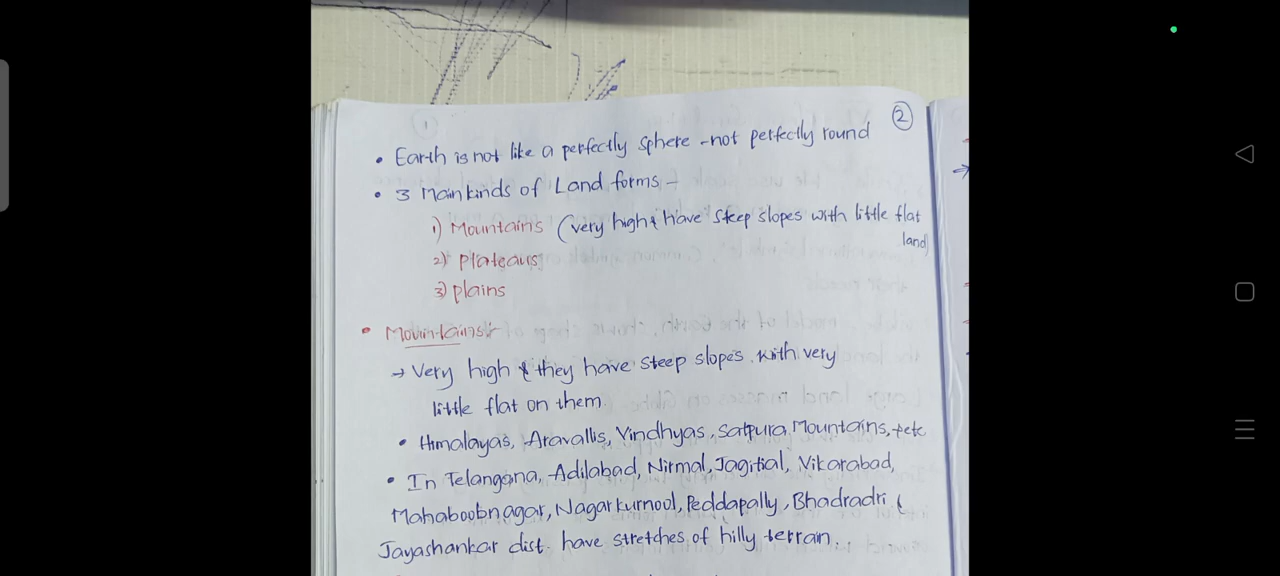 2
• Earth is not like a perfectly sphere - not perfectly round
• 3 Main kinds of Land forms -
1) Mountains (very high & have steep slopes with little flat
land)
2) plateaus
3) plains
• Mountains:-
→ Very high & they have steep slopes. with very
little flat on them.
• Himalayas, Aravallis, Vindhyas, Satpura Mountains, etc
• In Telangana, Adilabad, Nirmal, Jagitial, Vikarabad,
Mahaboobnagar, Nagarkurnool, Peddapally, Bhadradri &
Jayashankar dist. have stretches of hilly terrain.